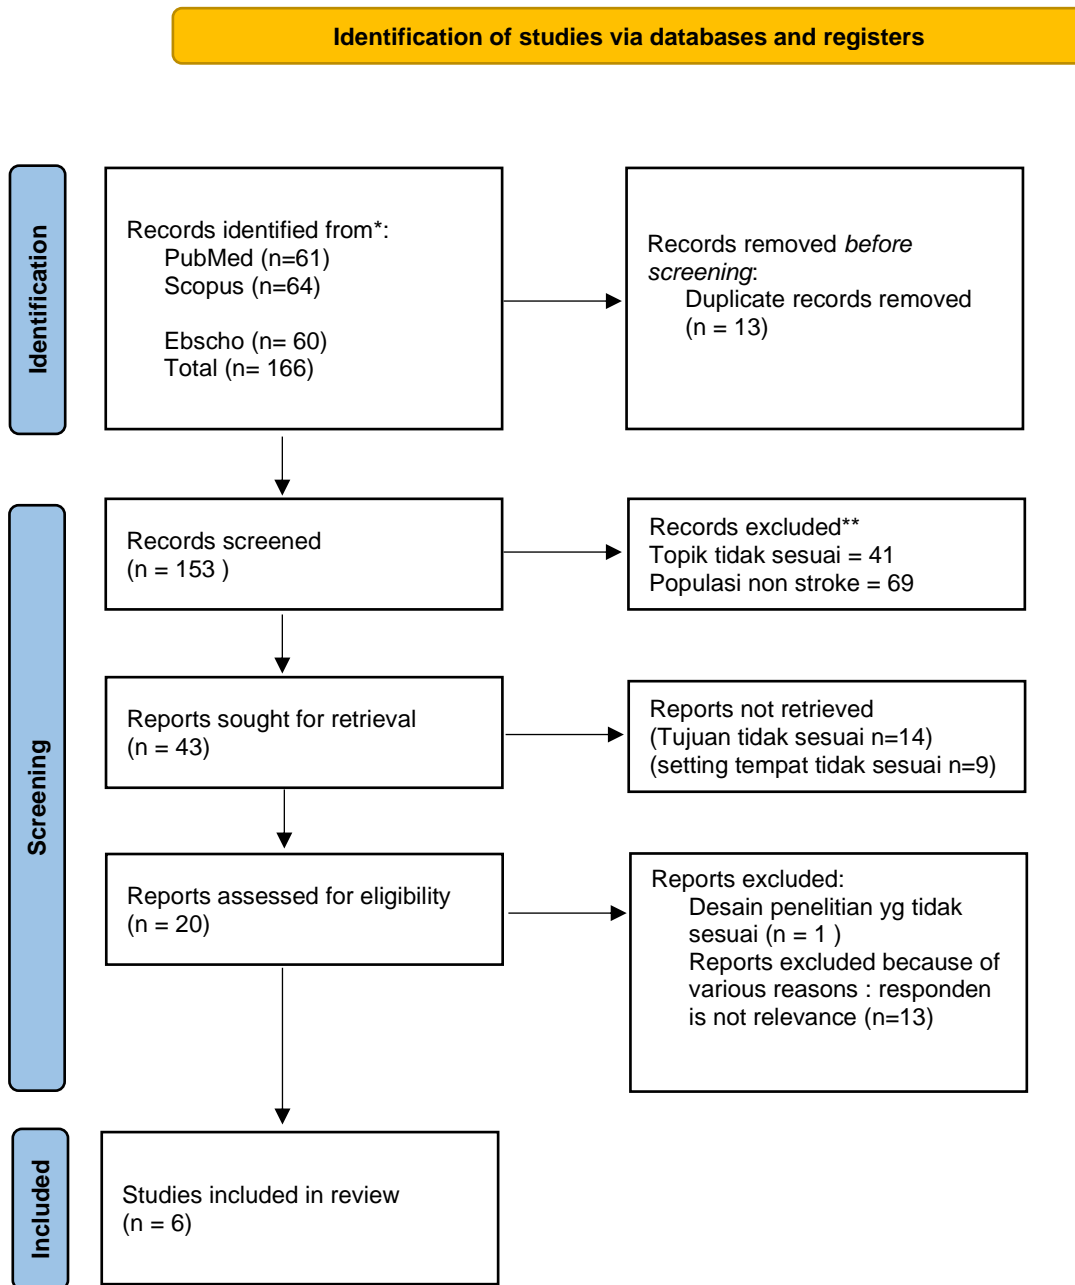 Identification of studies via databases and registers
Identification
Records identified from*:
PubMed (n=61)
Scopus (n=64)
Ebscho (n= 60)
Total (n= 166)
Records removed before
screening:
Duplicate records removed
(n = 13)
Screening
Records screened
(n = 153 )
Records excluded**
Topik tidak sesuai = 41
Populasi non stroke = 69
Reports sought for retrieval
(n = 43)
Reports not retrieved
(Tujuan tidak sesuai n=14)
(setting tempat tidak sesuai n=9)
Reports assessed for eligibility
(n = 20)
Reports excluded:
Desain penelitian yg tidak
sesuai (n = 1 )
Reports excluded because of
various reasons : responden
is not relevance (n=13)
Included
Studies included in review
(n = 6)